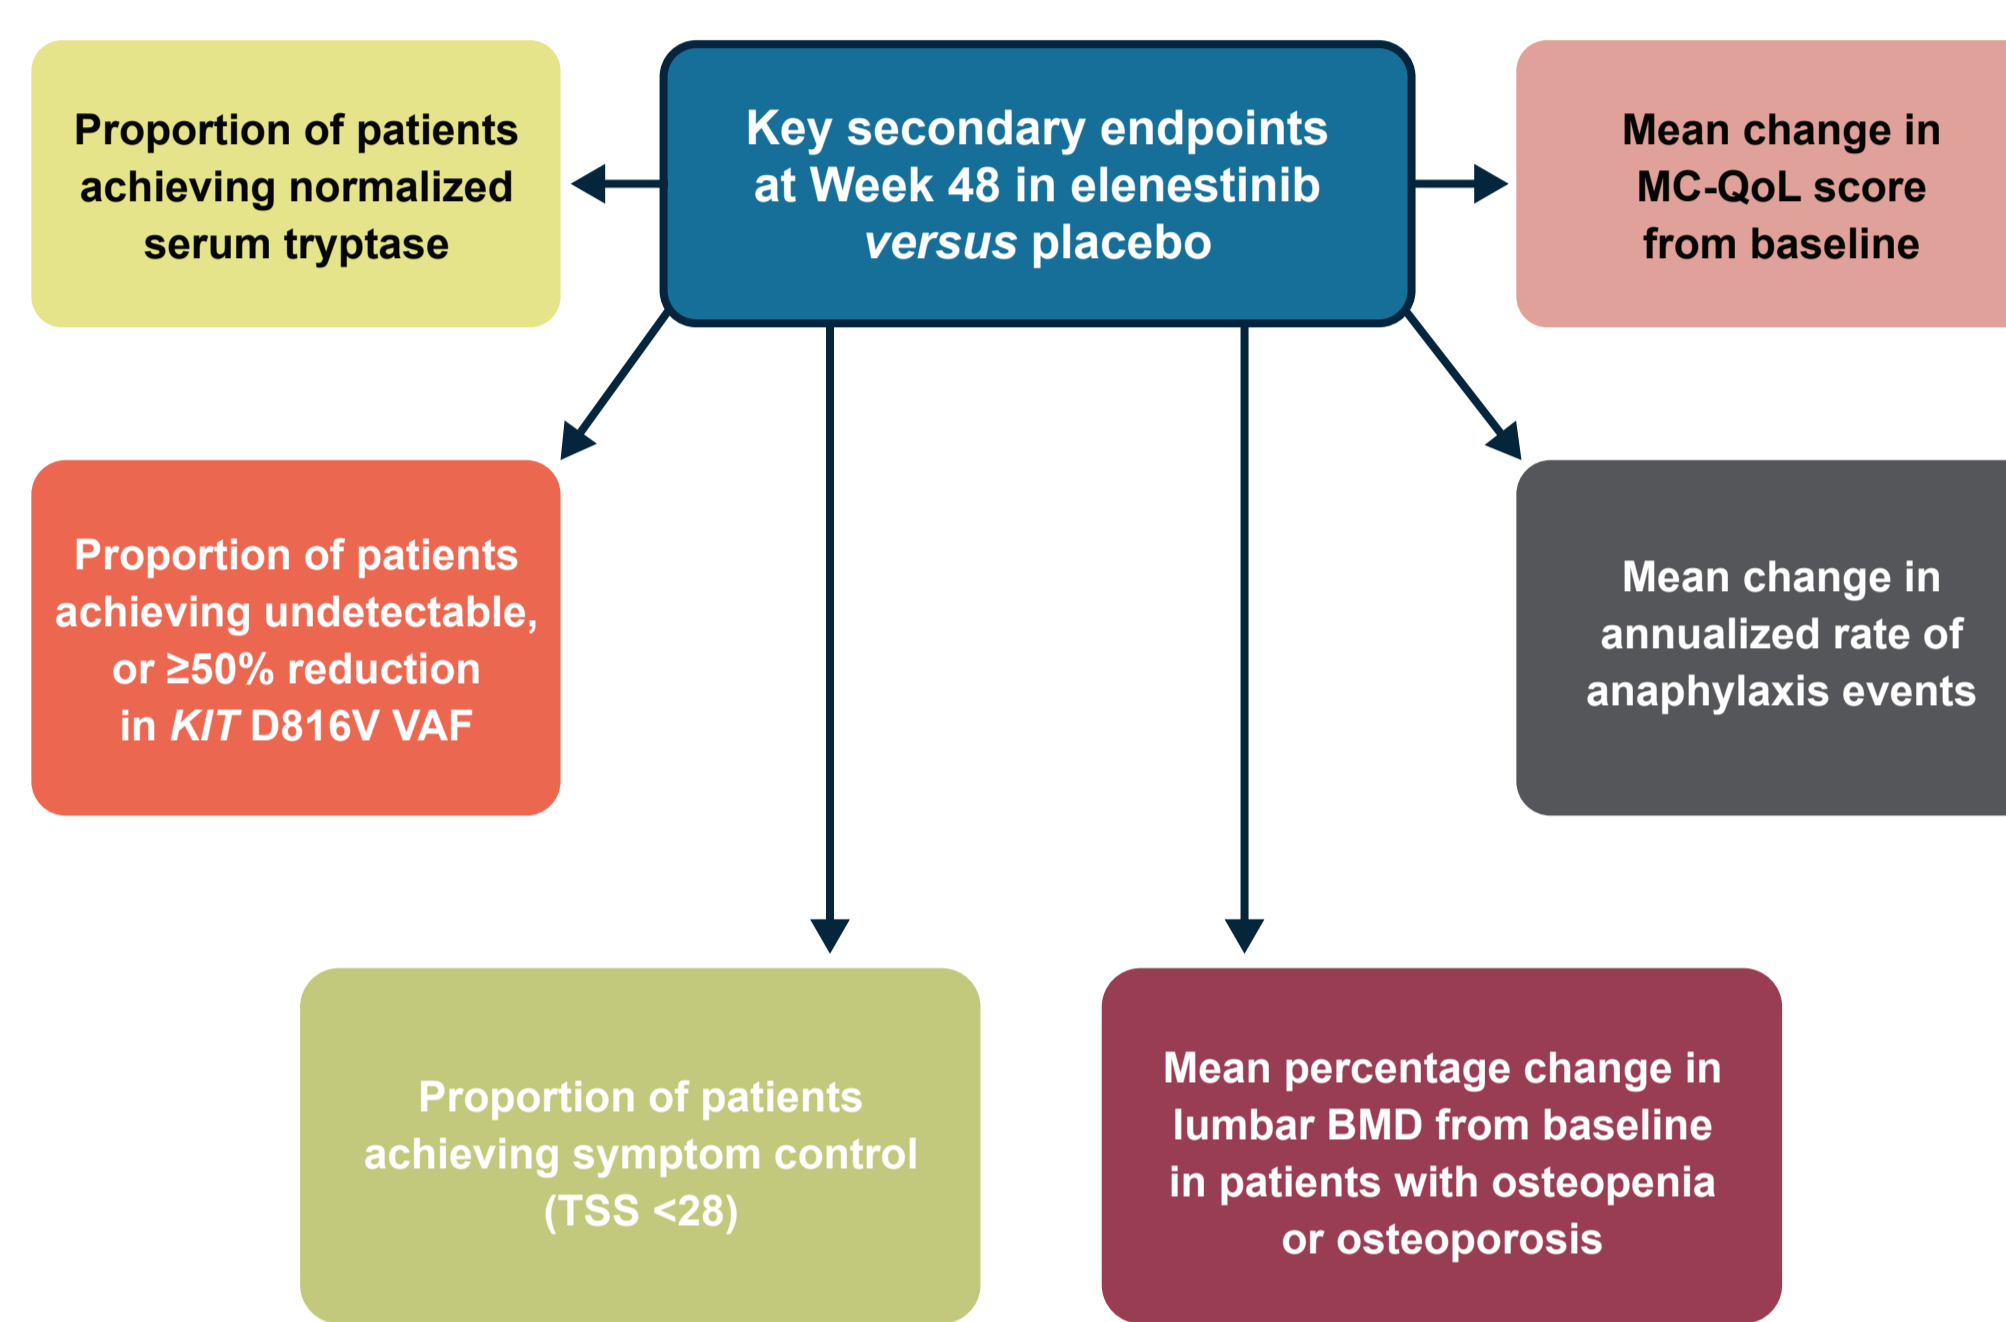 Proportion of patients
achieving normalized
serum tryptase
Key secondary endpoints
at Week 48 in elenestinib
versus placebo
Mean change in
MC-QoL score
from baseline
Proportion of patients
achieving undetectable,
or ≥50% reduction
in KIT D816V VAF
Mean change in
annualized rate of
anaphylaxis events
Proportion of patients
achieving symptom control
(TSS <28)
Mean percentage change in
lumbar BMD from baseline
in patients with osteopenia
or osteoporosis